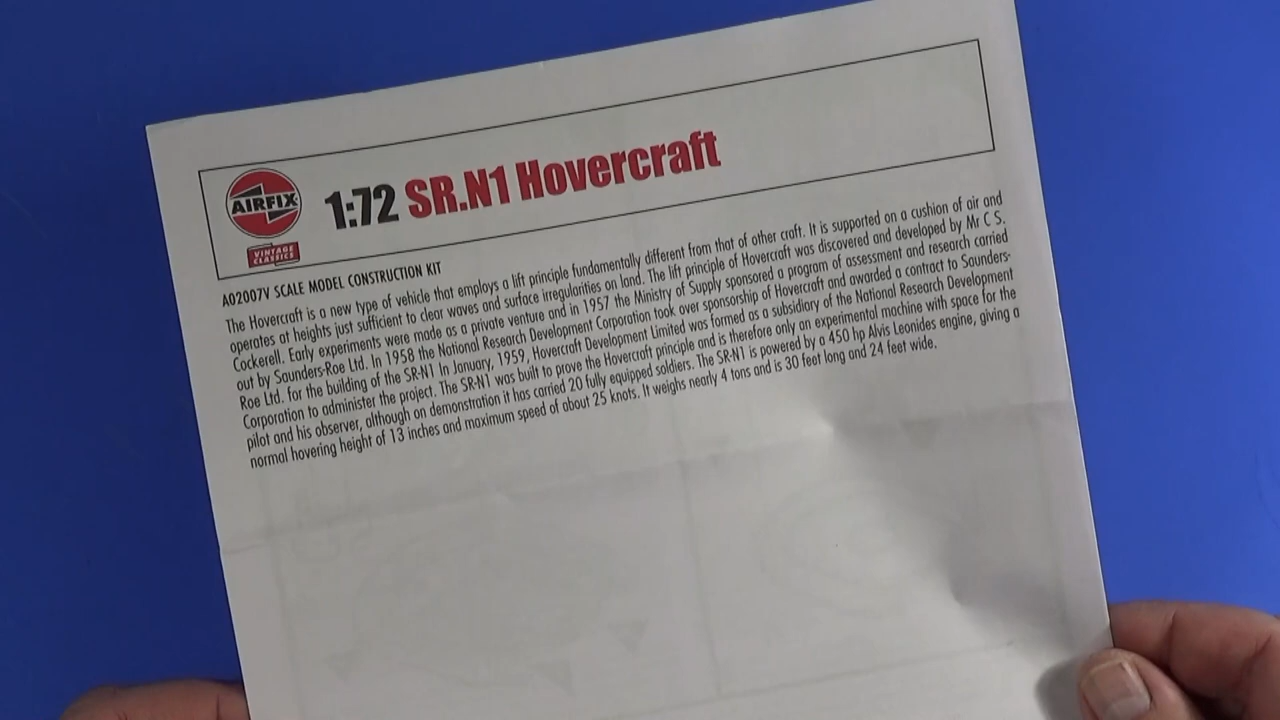 AIRFIX
VINTAGE
CLASSICS
1:72 SR.N1 Hovercraft
A02007V SCALE MODEL CONSTRUCTION KIT
The Hovercraft is a new type of vehicle that employs a lift principle fundamentally different from that of other craft. It is supported on a cushion of air and
operates at heights just sufficient to clear waves and surface irregularities on land. The lift principle of Hovercraft was discovered and developed by Mr C S.
Cockerell. Early experiments were made as a private venture and in 1957 the Ministry of Supply sponsored a program of assessment and research carried
out by Saunders-Roe Ltd. In 1958 the National Research Development Corporation took over sponsorship of Hovercraft and awarded a contract to Saunders-
Roe Ltd. for the building of the SR-N1 In January, 1959, Hovercraft Development Limited was formed as a subsidiary of the National Research Development
Corporation to administer the project. The SR-N1 was built to prove the Hovercraft principle and is therefore only an experimental machine with space for the
pilot and his observer, although on demonstration it has carried 20 fully equipped soldiers. The SR-N1 is powered by a 450 hp Alvis Leonides engine, giving a
normal hovering height of 13 inches and maximum speed of about 25 knots. It weighs nearly 4 tons and is 30 feet long and 24 feet wide.